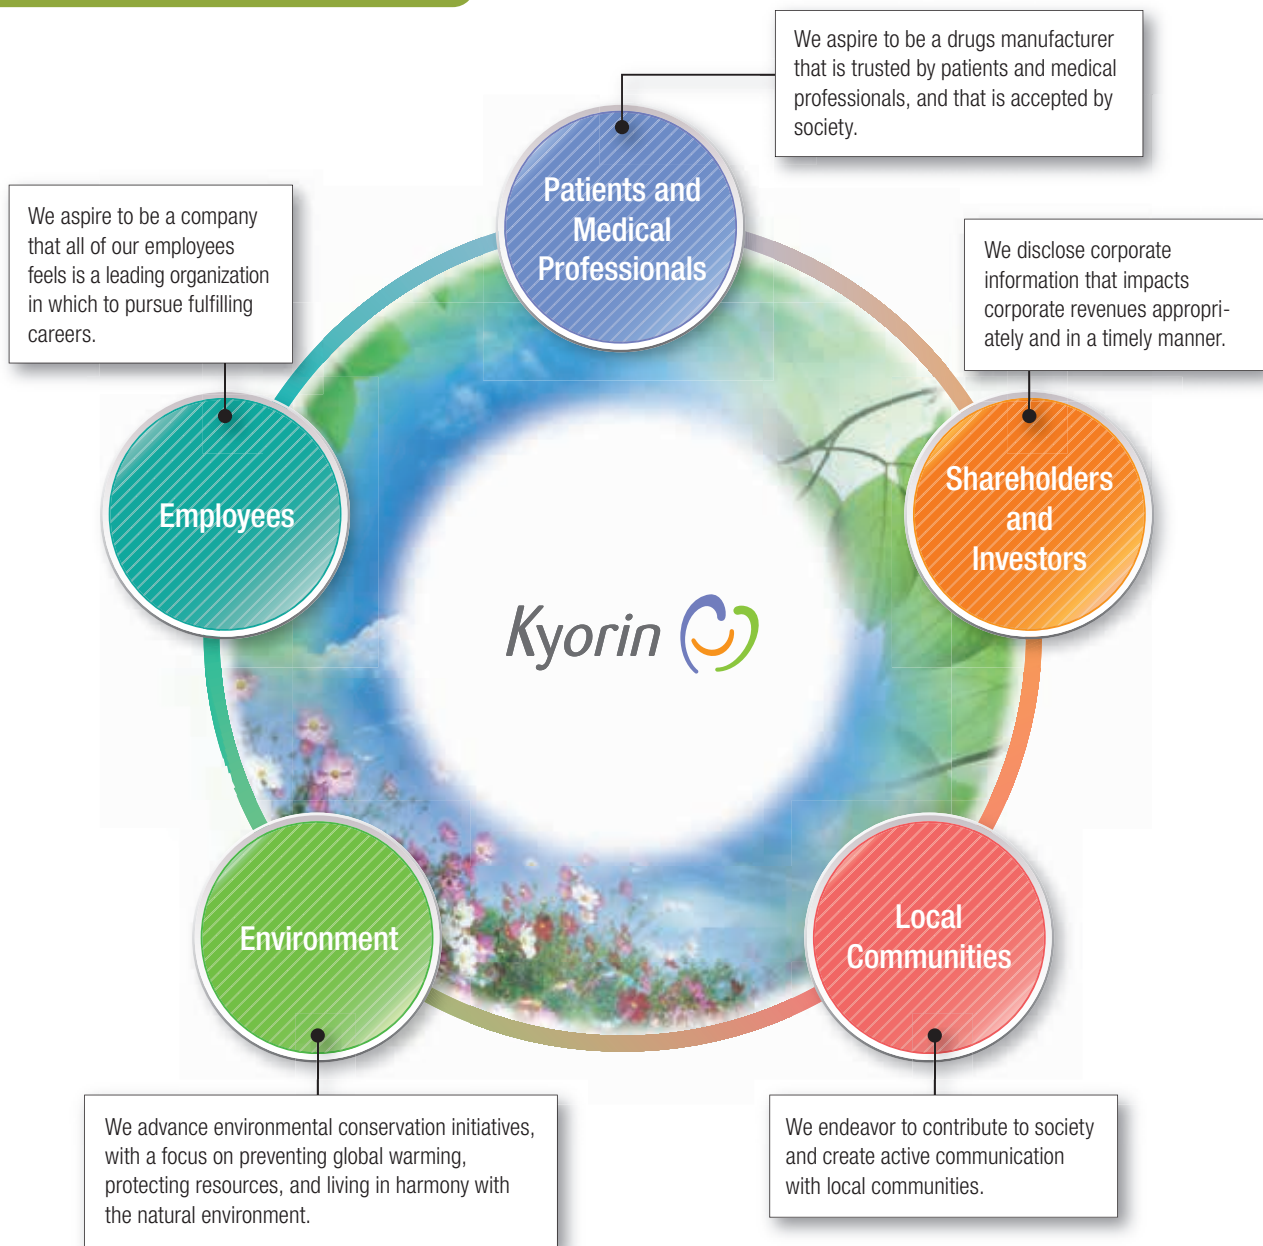 We aspire to be a drugs manufacturer
that is trusted by patients and medical
professionals, and that is accepted by
society.
Patients and
Medical
Professionals
We aspire to be a company
that all of our employees
feels is a leading organization
in which to pursue fulfilling
careers.
We disclose corporate
information that impacts
corporate revenues appropri-
ately and in a timely manner.
Employees
Shareholders
and
Investors
Kyorin
Environment
Local
Communities
We advance environmental conservation initiatives,
with a focus on preventing global warming,
protecting resources, and living in harmony with
the natural environment.
We endeavor to contribute to society
and create active communication
with local communities.